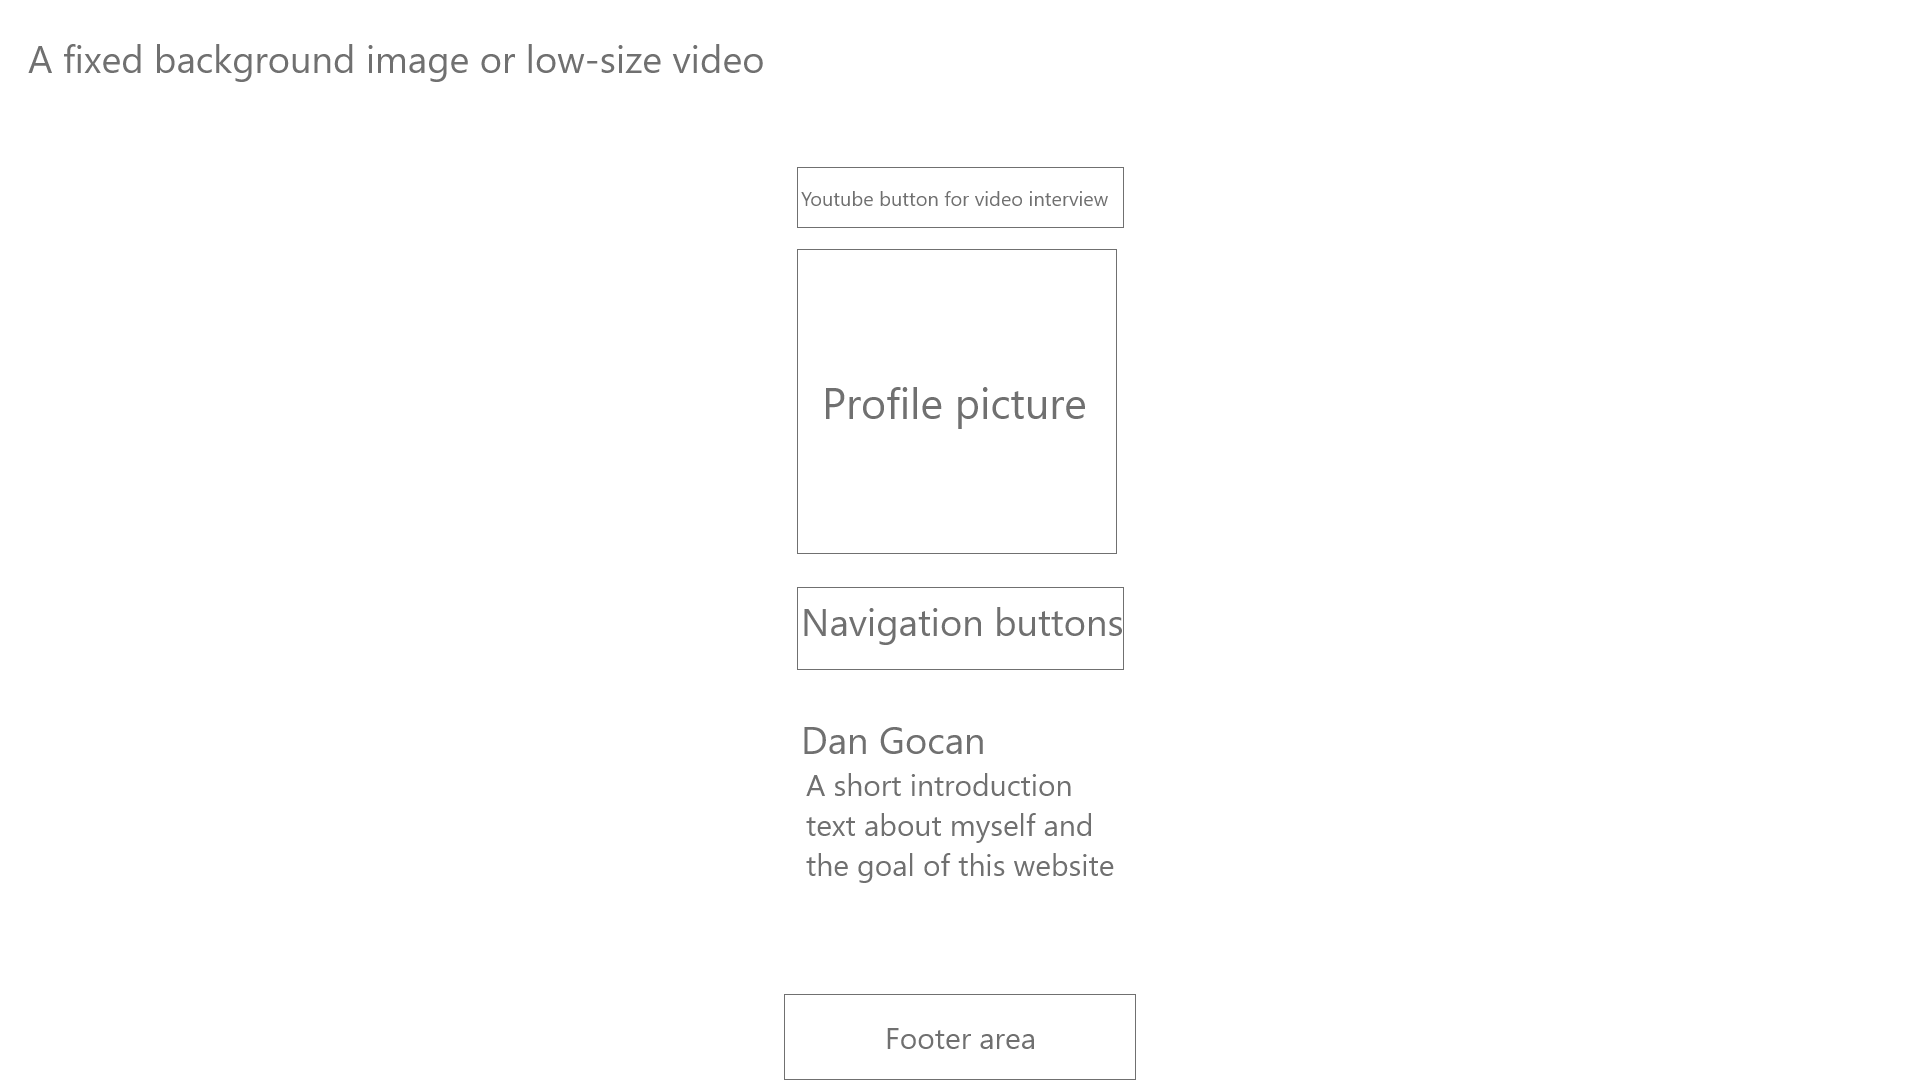 A fixed background image or low-size video
Youtube button for video interview
Profile picture
Navigation buttons
Dan Gocan
A short introduction
text about myself and
the goal of this website
Footer area